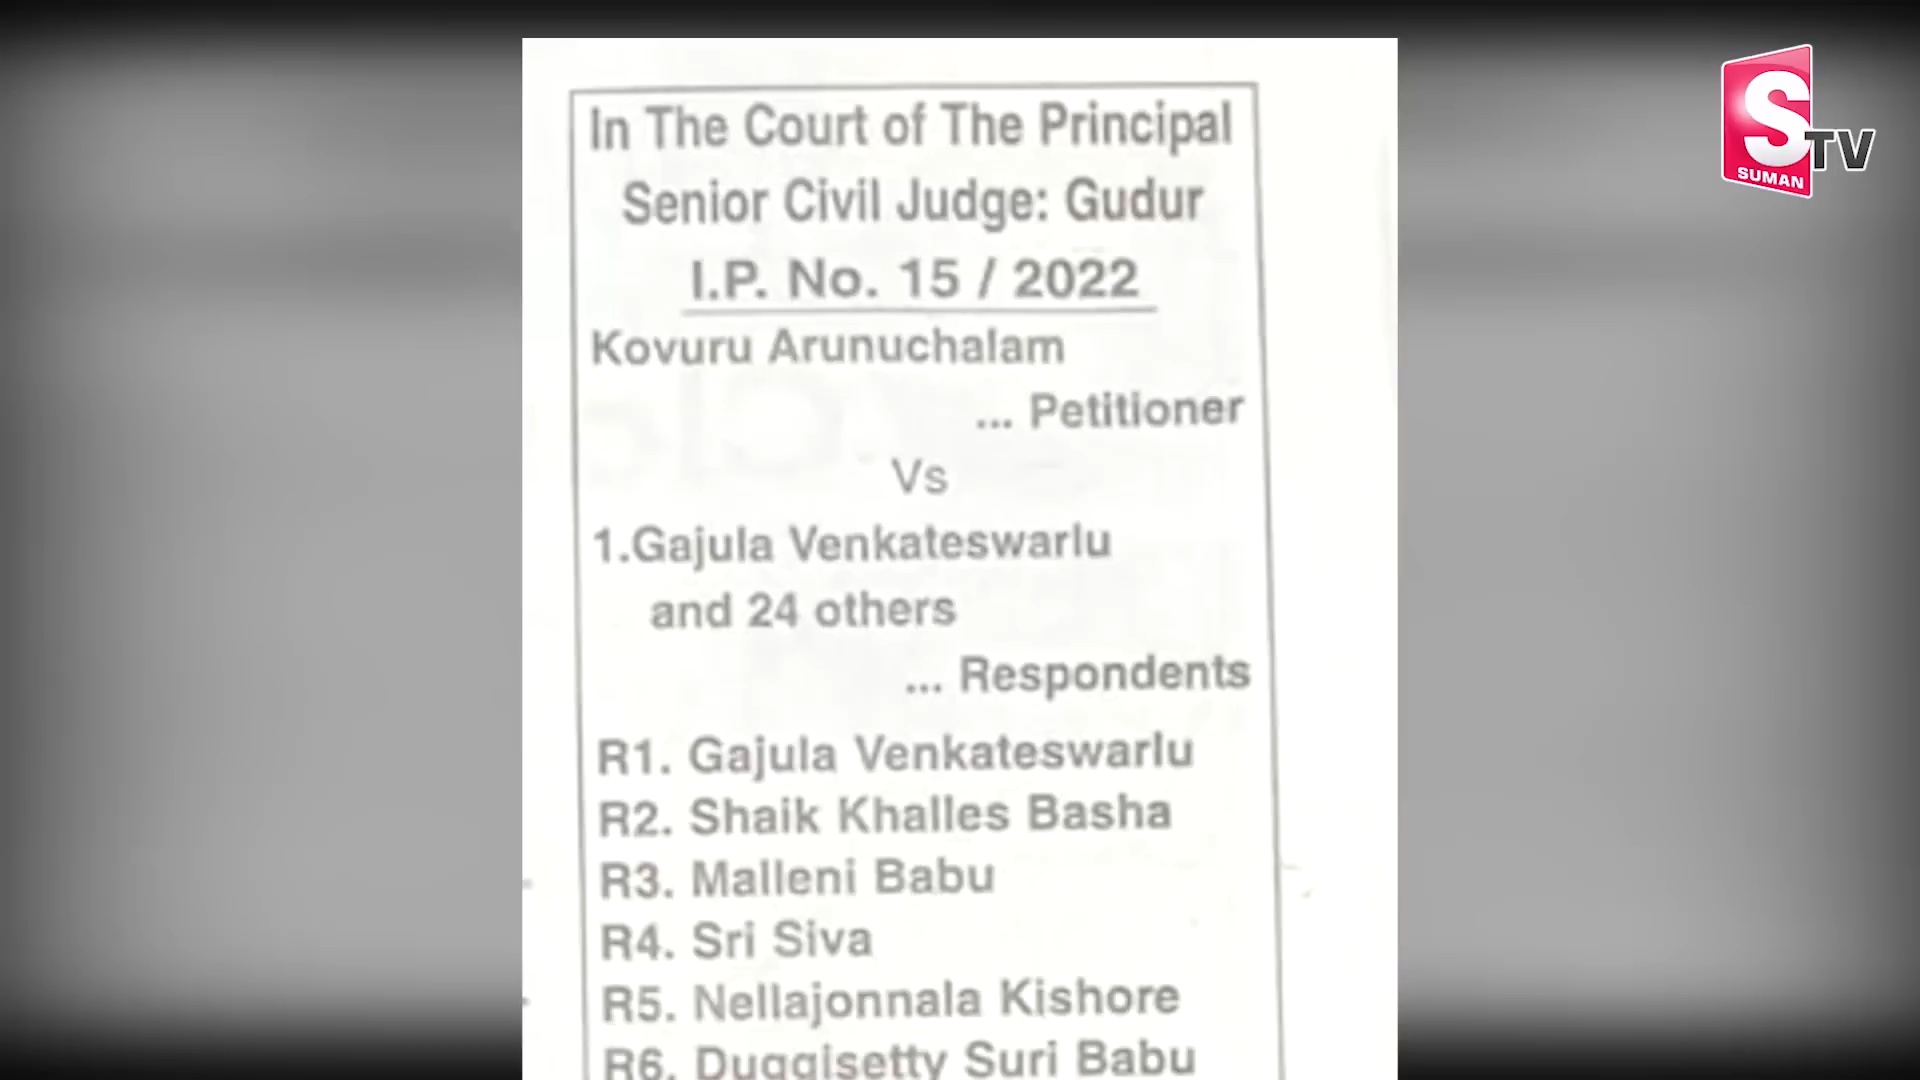 In The Court of The Principal
Senior Civil Judge: Gudur
I.P. No. 15 / 2022
Kovuru Arunuchalam
... Petitioner
Vs
1.Gajula Venkateswarlu
and 24 others
... Respondents
R1. Gajula Venkateswarlu
R2. Shaik Khalles Basha
R3. Malleni Babu
R4. Sri Siva
R5. Nellajonnala Kishore
R6. Duggisetty Suri Babu
S TV
SUMAN